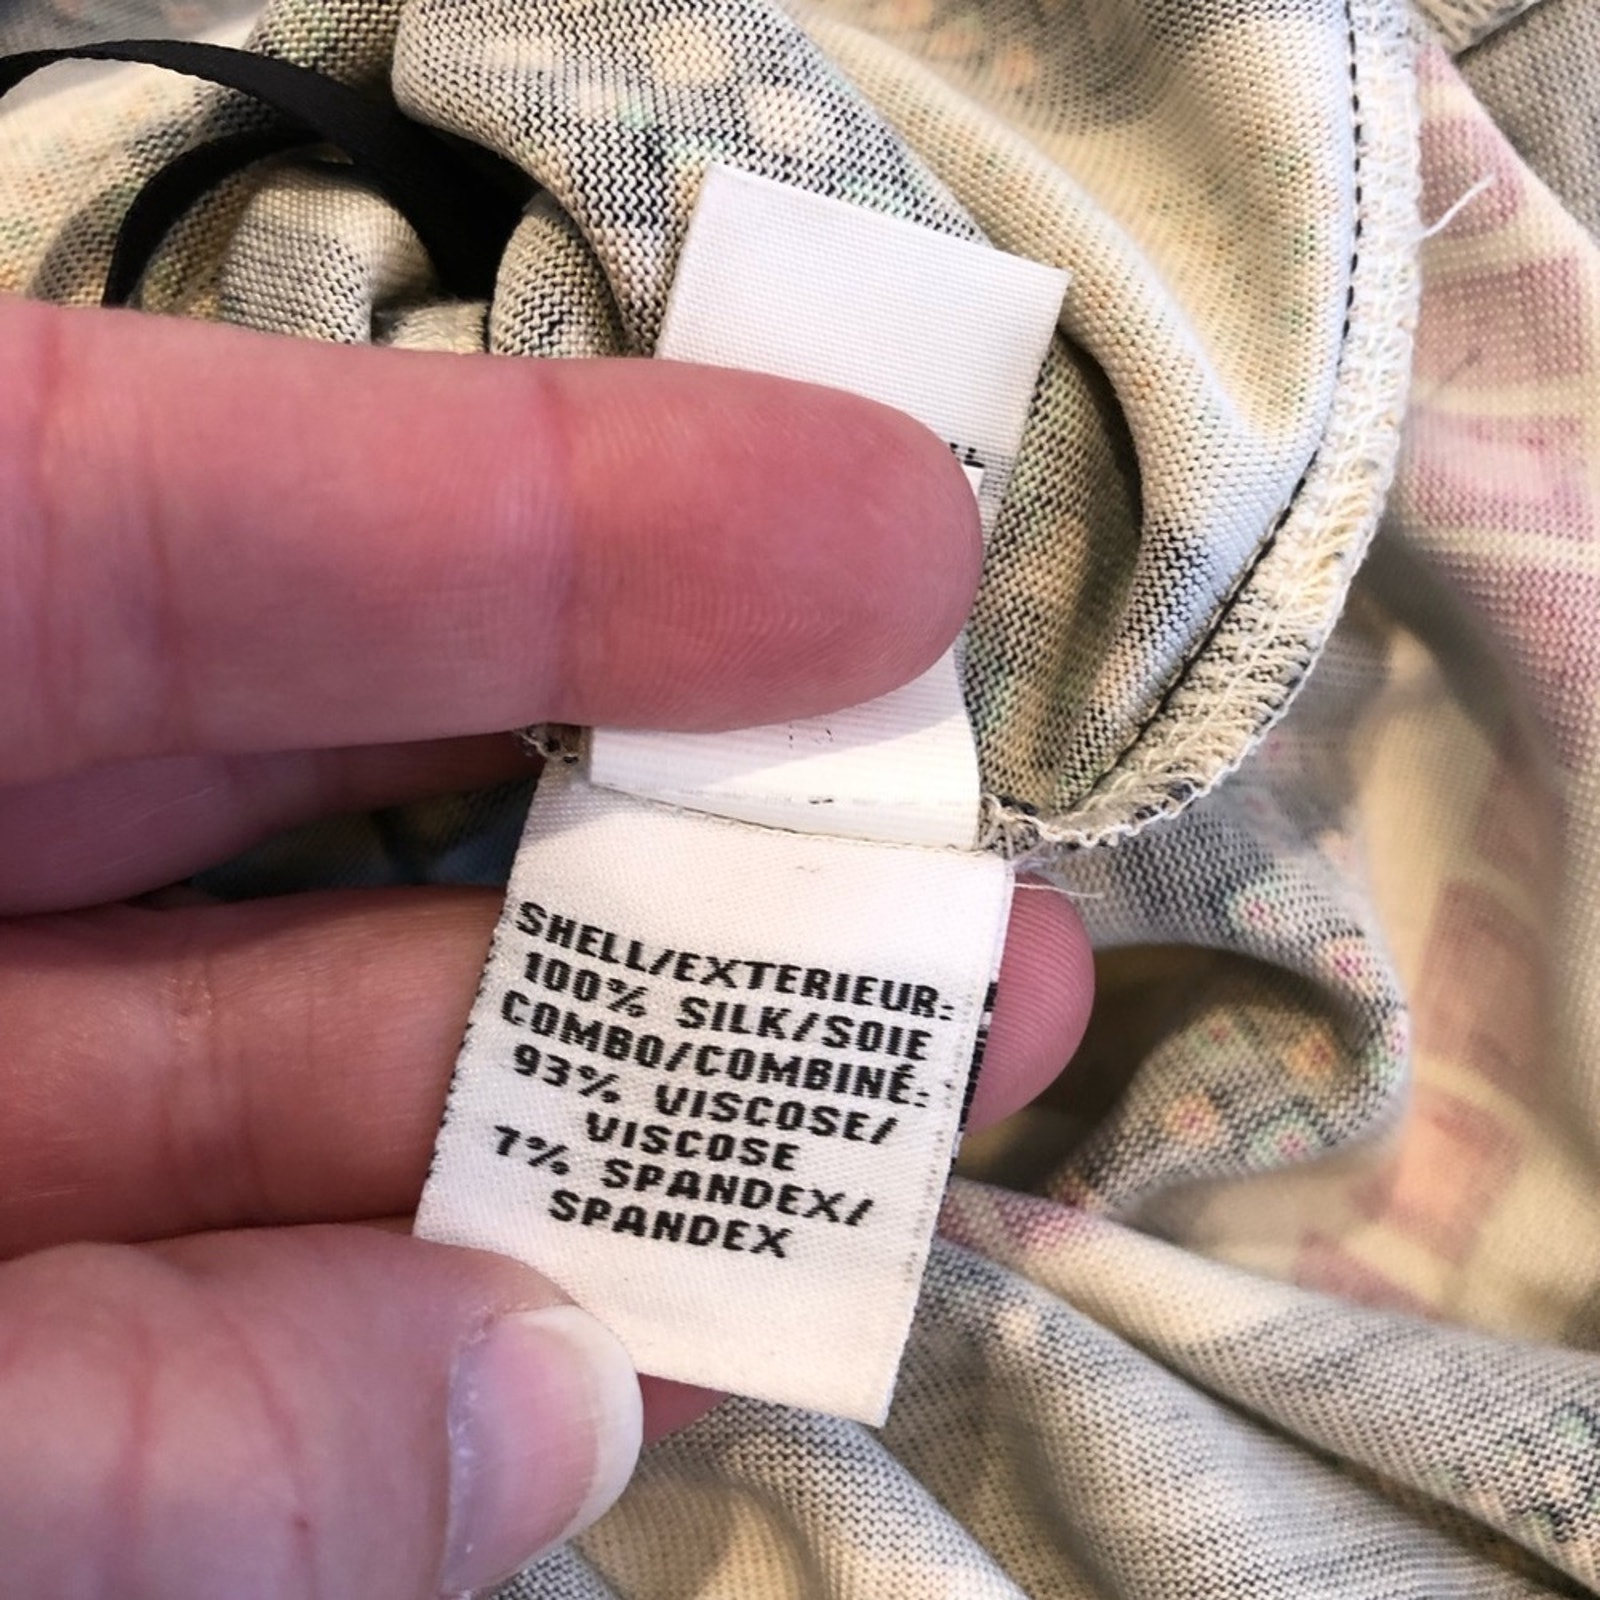 SHELL/EXTERIEUR:
100% SILK/SOIE
COMBO/COMBINÉ:
93% VISCOSE/
VISCOSE
7% SPANDEX/
SPANDEX